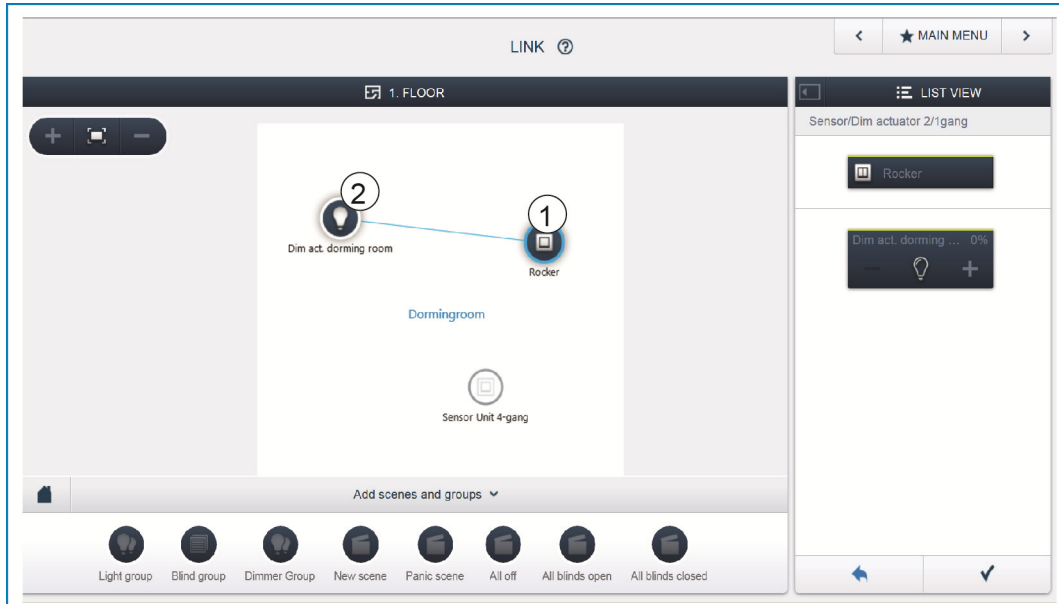 LINK ?
MAIN MENU
1. FLOOR
LIST VIEW
Sensor/Dim actuator 2/1gang
Rocker
Dim act. dorming ... 0%
2
1
Dim act. dorming room
Rocker
Dormingroom
Sensor Unit 4-gang
Add scenes and groups
Light group
Blind group
Dimmer Group
New scene
Panic scene
All off
All blinds open
All blinds closed